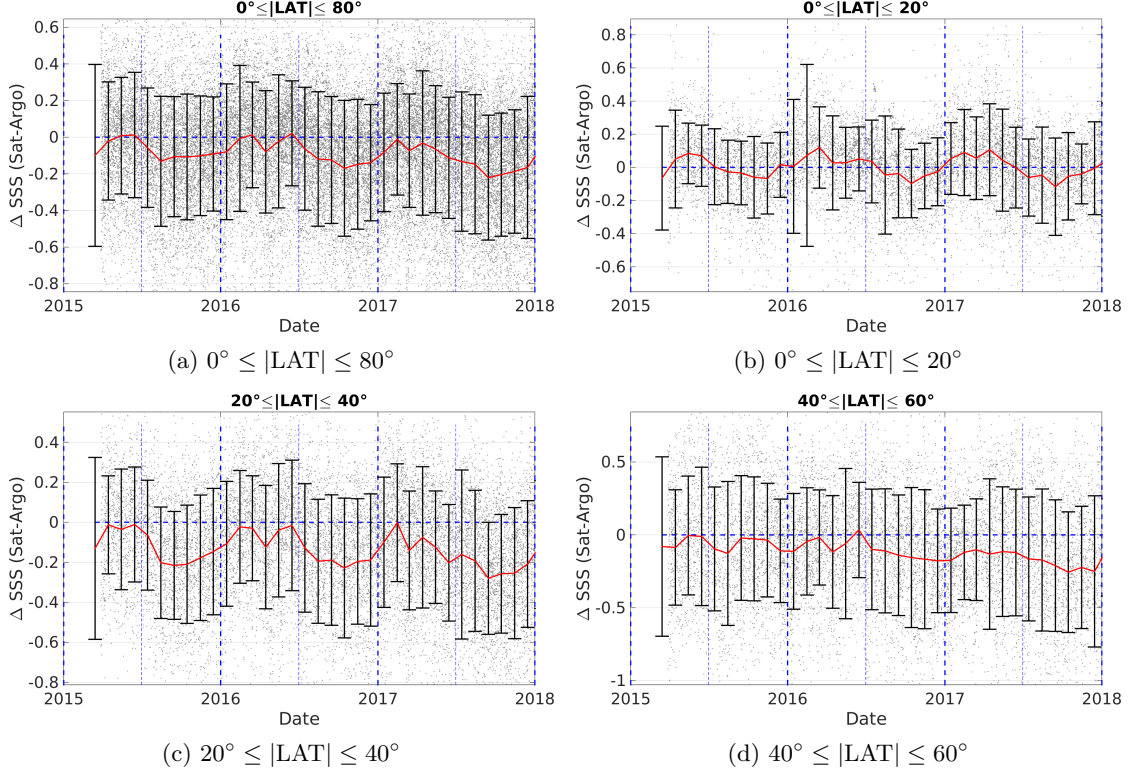 0°≤|LAT|≤ 80°
Δ SSS (Sat-Argo)
0.6
0.4
0.2
0
-0.2
-0.4
-0.6
-0.8
2015
2016
2017
2018
Date
(a) 0° ≤ |LAT| ≤ 80°
0°≤|LAT|≤ 20°
Δ SSS (Sat-Argo)
0.8
0.6
0.4
0.2
0
-0.2
-0.4
-0.6
2015
2016
2017
2018
Date
(b) 0° ≤ |LAT| ≤ 20°
20°≤|LAT|≤ 40°
Δ SSS (Sat-Argo)
0.4
0.2
0
-0.2
-0.4
-0.6
-0.8
2015
2016
2017
2018
Date
(c) 20° ≤ |LAT| ≤ 40°
40°≤|LAT|≤ 60°
Δ SSS (Sat-Argo)
0.5
0
-0.5
-1
2015
2016
2017
2018
Date
(d) 40° ≤ |LAT| ≤ 60°